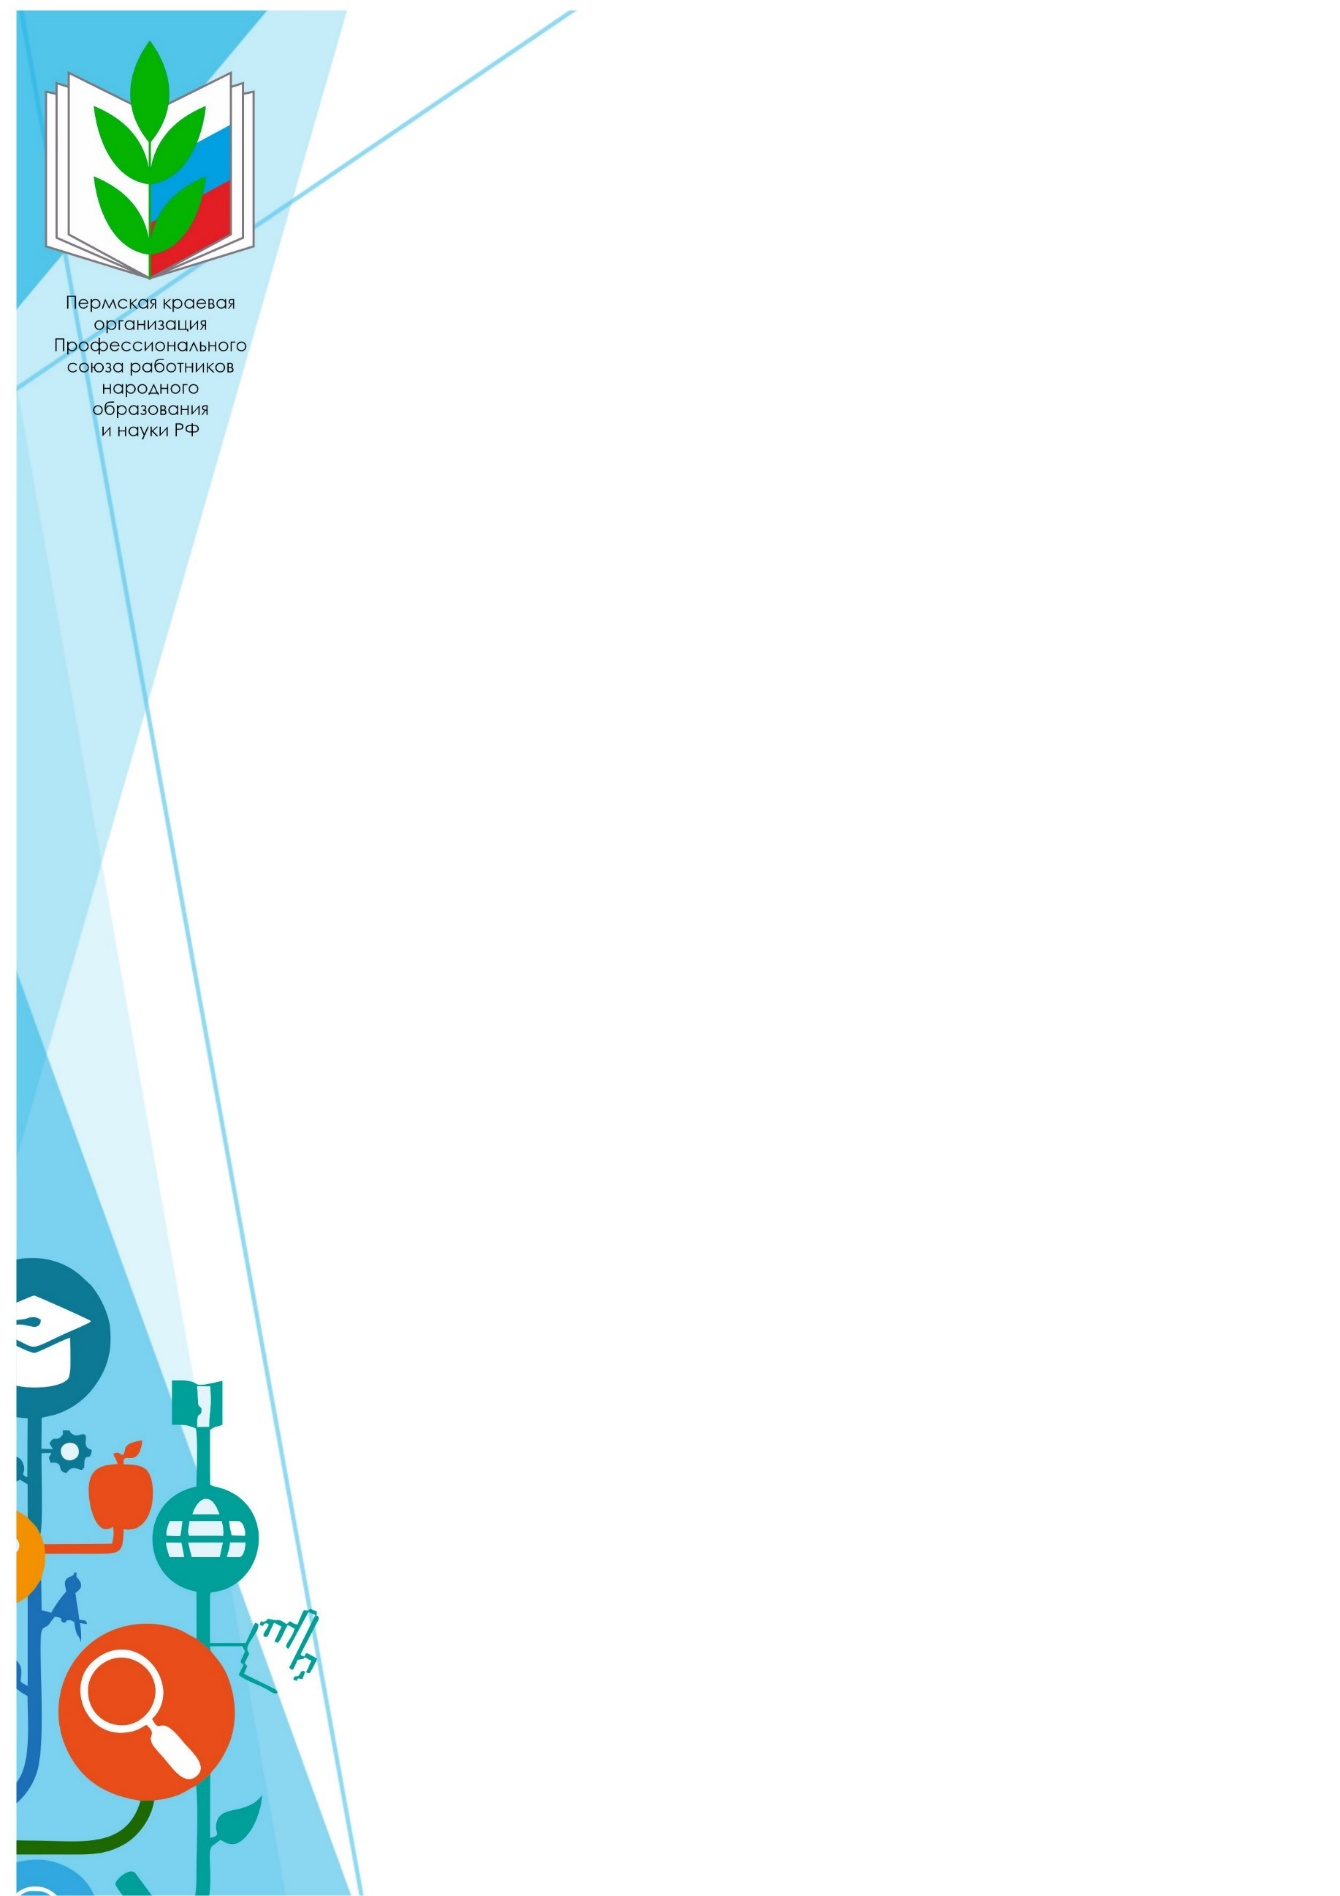 Пермская краевая
организация
Профессионального
союза работников
народного
образования
и науки РФ